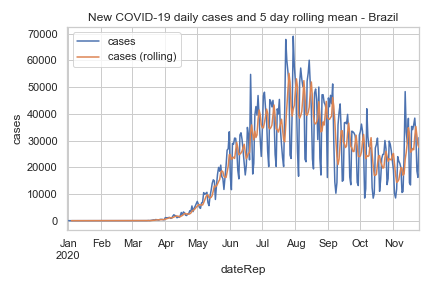 New COVID-19 daily cases and 5 day rolling mean - Brazil
70000
60000
50000
40000
30000
20000
10000
0
cases
cases
cases (rolling)
Jan Feb Mar Apr May Jun Jul Aug Sep Oct Nov
2020
dateRep